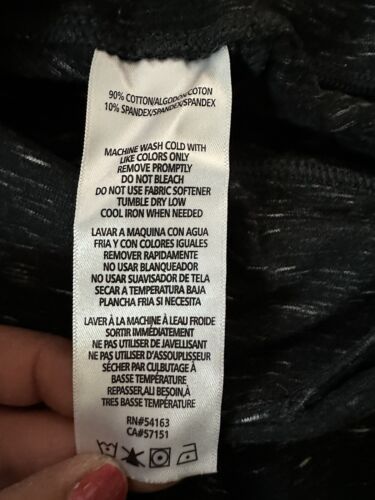 90% COTTON/ALGODON/COTON
10% SPANDEX/SPANDEX/SPANDEX
MACHINE WASH COLD WITH
LIKE COLORS ONLY
REMOVE PROMPTLY
DO NOT BLEACH
DO NOT USE FABRIC SOFTENER
TUMBLE DRY LOW
COOL IRON WHEN NEEDED
LAVAR A MAQUINA CON AGUA
FRIA Y CON COLORES IGUALES
REMOVER RAPIDAMENTE
NO USAR BLANQUEADOR
NO USAR SUAVISADOR DE TELA
SECAR A TEMPERATURA BAJA
PLANCHA FRIA SI NECESITA
LAVER À LA MACHINE À LEAU FROIDE
SORTIR IMMÉDIATEMENT
NE PAS UTILISER DE JAVELLISANT
NE PAS UTILISER D'ASSOUPLISSEUR
SÉCHER PAR CULBUTAGE À
BASSE TEMPÉRATURE
REPASSER,ALI BESOIN,À
TRES BASSE TEMPÉRATURE
RN#54163
CA#57151